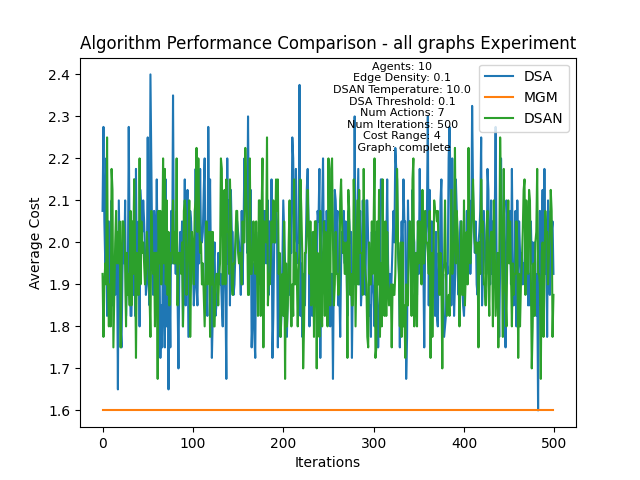 Algorithm Performance Comparison - all graphs Experiment
Agents: 10
Edge Density: 0.1
DSAN Temperature: 10.0
DSA Threshold: 0.1
Num Actions: 7
Num Iterations: 500
Cost Range: 4
Graph: complete
DSA
MGM
DSAN
Average Cost
2.4
2.3
2.2
2.1
2.0
1.9
1.8
1.7
1.6
0
100
200
300
400
500
Iterations